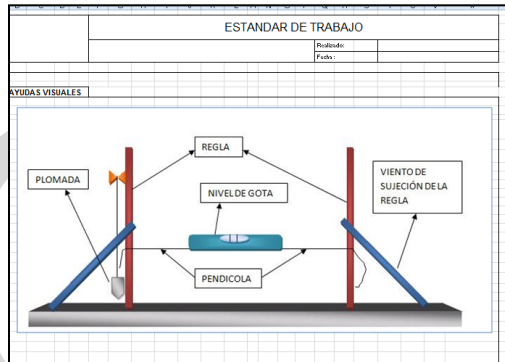 ESTANDAR DE TRABAJO
Realizado:
Fecha :
AYUDAS VISUALES
REGLA
PLOMADA
NIVEL DE GOTA
VIENTO DE
SUJECIÓN DE LA
REGLA
PENDICOLA